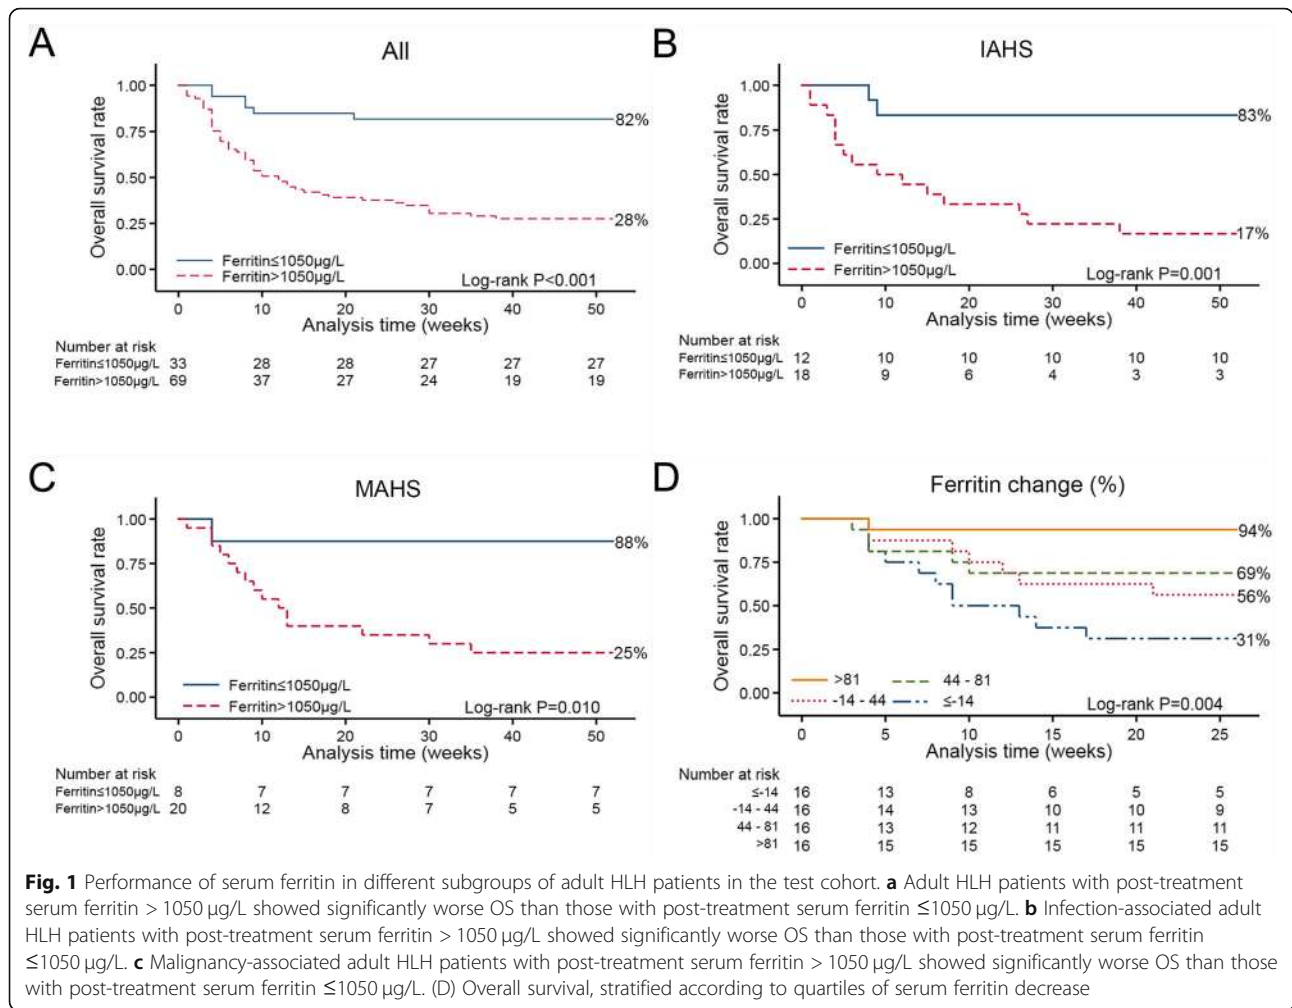 A
All
Overall survival rate
1.00
0.75
0.50
0.25
0.00
82%
28%
Ferritin≤1050μg/L
Ferritin>1050μg/L
Log-rank P<0.001
0 10 20 30 40 50
Analysis time (weeks)
Number at risk
Ferritin≤1050μg/L 33 28 28 27 27 27
Ferritin>1050μg/L 69 37 27 24 19 19
B
IAHS
Overall survival rate
1.00
0.75
0.50
0.25
0.00
83%
17%
Ferritin≤1050μg/L
Ferritin>1050μg/L
Log-rank P=0.001
0 10 20 30 40 50
Analysis time (weeks)
Number at risk
Ferritin≤1050μg/L 12 10 10 10 10 10
Ferritin>1050μg/L 18 9 6 4 3 3
C
MAHS
Overall survival rate
1.00
0.75
0.50
0.25
0.00
88%
25%
Ferritin≤1050μg/L
Ferritin>1050μg/L
Log-rank P=0.010
0 10 20 30 40 50
Analysis time (weeks)
Number at risk
Ferritin≤1050μg/L 8 7 7 7 7 7
Ferritin>1050μg/L 20 12 8 7 5 5
D
Ferritin change (%)
Overall survival rate
1.00
0.75
0.50
0.25
0.00
94%
69%
56%
31%
>81 44 - 81
-14 - 44 ≤-14
Log-rank P=0.004
0 5 10 15 20 25
Analysis time (weeks)
Number at risk
≤-14 16 13 8 6 5 5
-14 - 44 16 14 13 10 10 9
44 - 81 16 13 12 11 11 11
>81 16 15 15 15 15 15
Fig. 1 Performance of serum ferritin in different subgroups of adult HLH patients in the test cohort. a Adult HLH patients with post-treatment
serum ferritin > 1050 μg/L showed significantly worse OS than those with post-treatment serum ferritin ≤1050 μg/L. b Infection-associated adult
HLH patients with post-treatment serum ferritin > 1050 μg/L showed significantly worse OS than those with post-treatment serum ferritin
≤1050 μg/L. c Malignancy-associated adult HLH patients with post-treatment serum ferritin > 1050 μg/L showed significantly worse OS than those
with post-treatment serum ferritin ≤1050 μg/L. (D) Overall survival, stratified according to quartiles of serum ferritin decrease